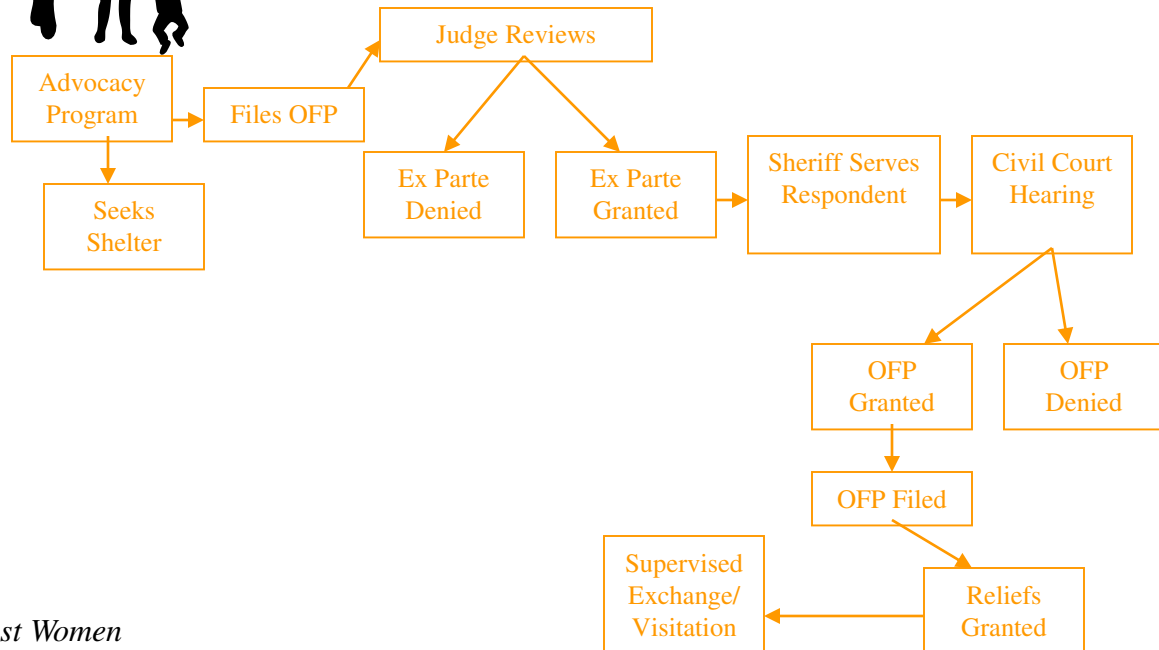 Judge Reviews
Advocacy
Program
Files OFP
Seeks
Shelter
Ex Parte
Denied
Ex Parte
Granted
Sheriff Serves
Respondent
Civil Court
Hearing
OFP
Granted
OFP
Denied
OFP Filed
Supervised
Exchange/
Visitation
Reliefs
Granted
st Women